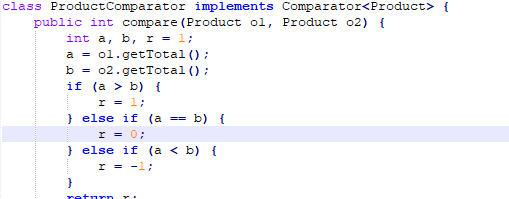 class ProductComparator implements Comparator<Product> {
public int compare(Product o1, Product o2) {
int a, b, r = 1;
a = o1.getTotal();
b = o2.getTotal();
if (a > b) {
r = 1;
} else if (a == b) {
r = 0;
} else if (a < b) {
r = -1;
}
return r;